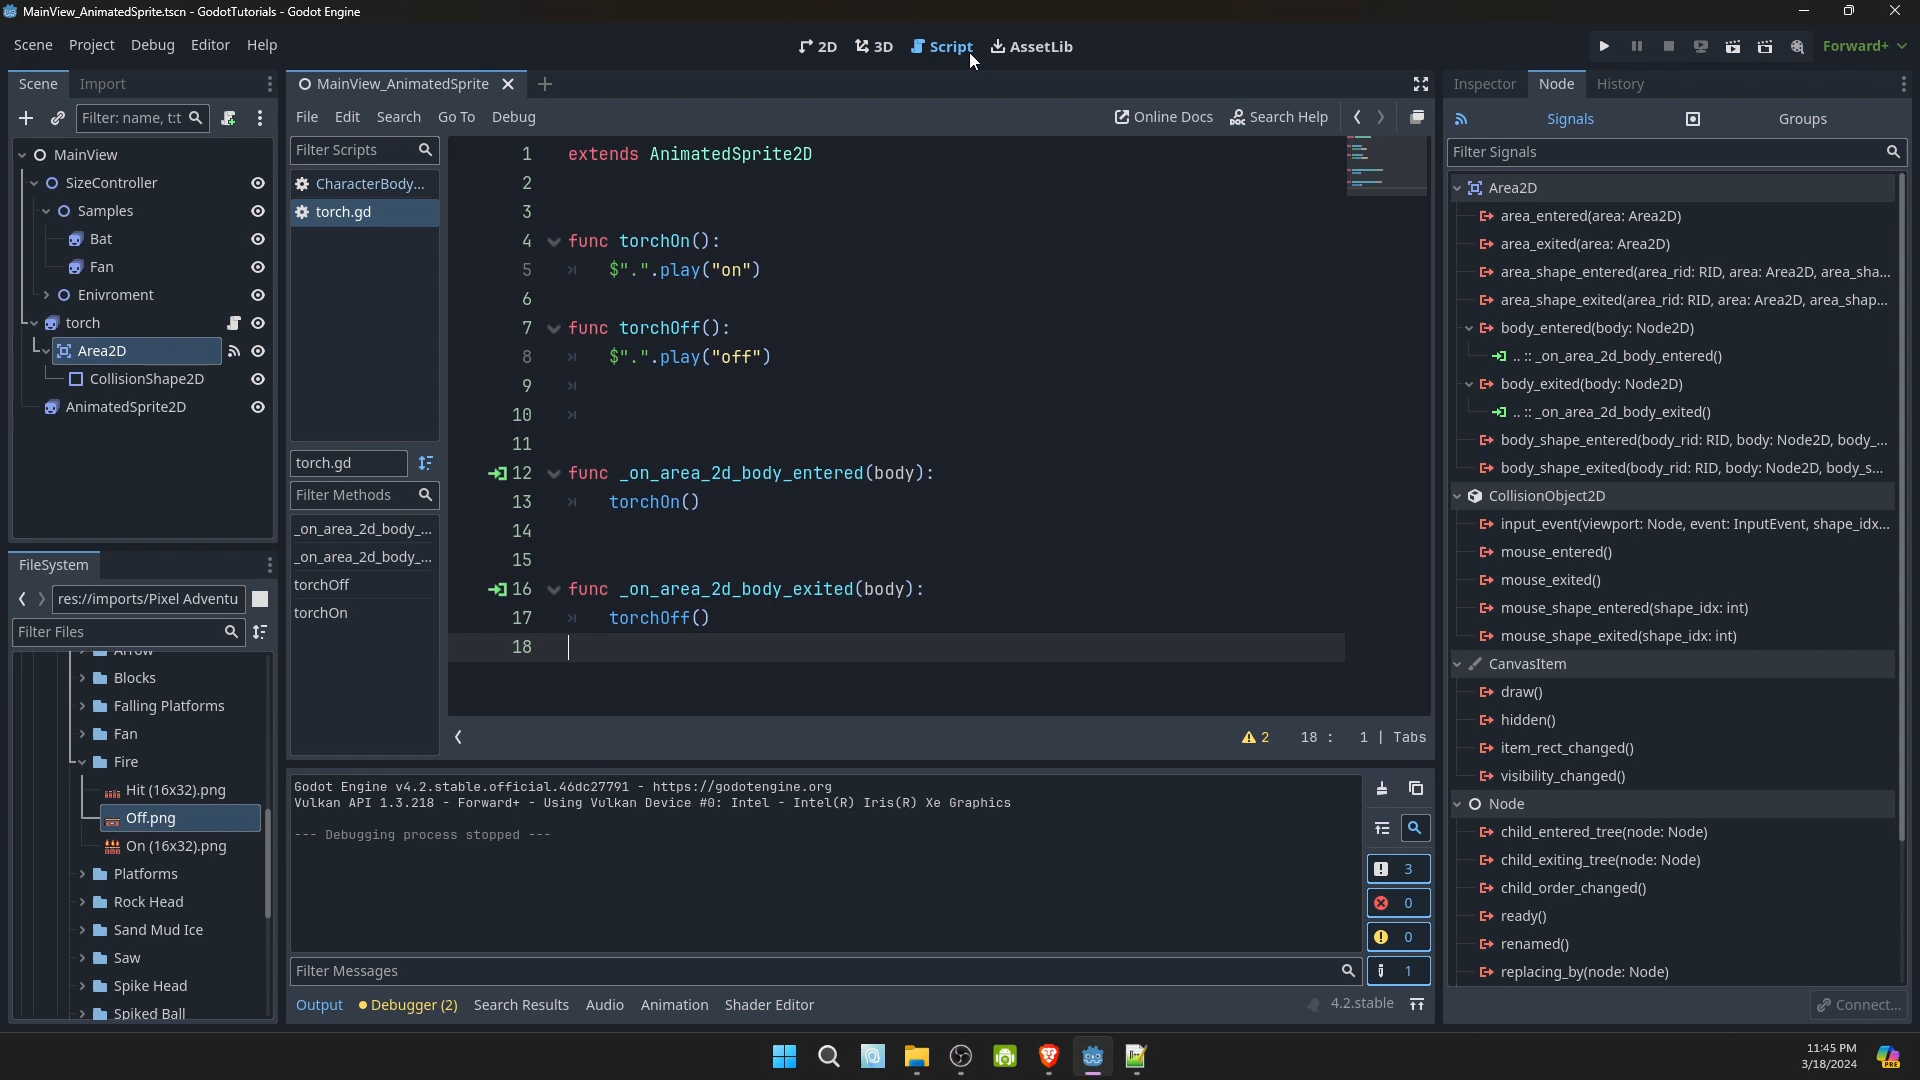 MainView_AnimatedSprite.tscn - GodotTutorials - Godot Engine
Scene Project Debug Editor Help
2D 3D Script AssetLib
Forward+
Scene Import
Filter: name, t:t
MainView
SizeController
Samples
Bat
Fan
Enivroment
torch
Area2D
CollisionShape2D
AnimatedSprite2D
FileSystem
res://imports/Pixel Adventu
Filter Files
Arrow
Blocks
Falling Platforms
Fan
Fire
Hit (16x32).png
Off.png
On (16x32).png
Platforms
Rock Head
Sand Mud Ice
Saw
Spike Head
Spiked Ball
MainView_AnimatedSprite
File Edit Search Go To Debug
Online Docs Search Help
Filter Scripts
CharacterBody...
torch.gd
torch.gd
Filter Methods
_on_area_2d_body_...
_on_area_2d_body_...
torchOff
torchOn
1 extends AnimatedSprite2D
2
3
4 func torchOn():
5 $".".play("on")
6
7 func torchOff():
8 $".".play("off")
9
10
11
12 func _on_area_2d_body_entered(body):
13 torchOn()
14
15
16 func _on_area_2d_body_exited(body):
17 torchOff()
18
2 18 : 1 | Tabs
Godot Engine v4.2.stable.official.46dc27791 - https://godotengine.org
Vulkan API 1.3.218 - Forward+ - Using Vulkan Device #0: Intel - Intel(R) Iris(R) Xe Graphics
--- Debugging process stopped ---
3
0
0
1
Filter Messages
Output Debugger (2) Search Results Audio Animation Shader Editor
4.2.stable
Inspector Node History
Signals Groups
Filter Signals
Area2D
area_entered(area: Area2D)
area_exited(area: Area2D)
area_shape_entered(area_rid: RID, area: Area2D, area_sha...
area_shape_exited(area_rid: RID, area: Area2D, area_shap...
body_entered(body: Node2D)
.. :: _on_area_2d_body_entered()
body_exited(body: Node2D)
.. :: _on_area_2d_body_exited()
body_shape_entered(body_rid: RID, body: Node2D, body_...
body_shape_exited(body_rid: RID, body: Node2D, body_s...
CollisionObject2D
input_event(viewport: Node, event: InputEvent, shape_idx...
mouse_entered()
mouse_exited()
mouse_shape_entered(shape_idx: int)
mouse_shape_exited(shape_idx: int)
CanvasItem
draw()
hidden()
item_rect_changed()
visibility_changed()
Node
child_entered_tree(node: Node)
child_exiting_tree(node: Node)
child_order_changed()
ready()
renamed()
replacing_by(node: Node)
Connect...
11:45 PM
3/18/2024
PRE